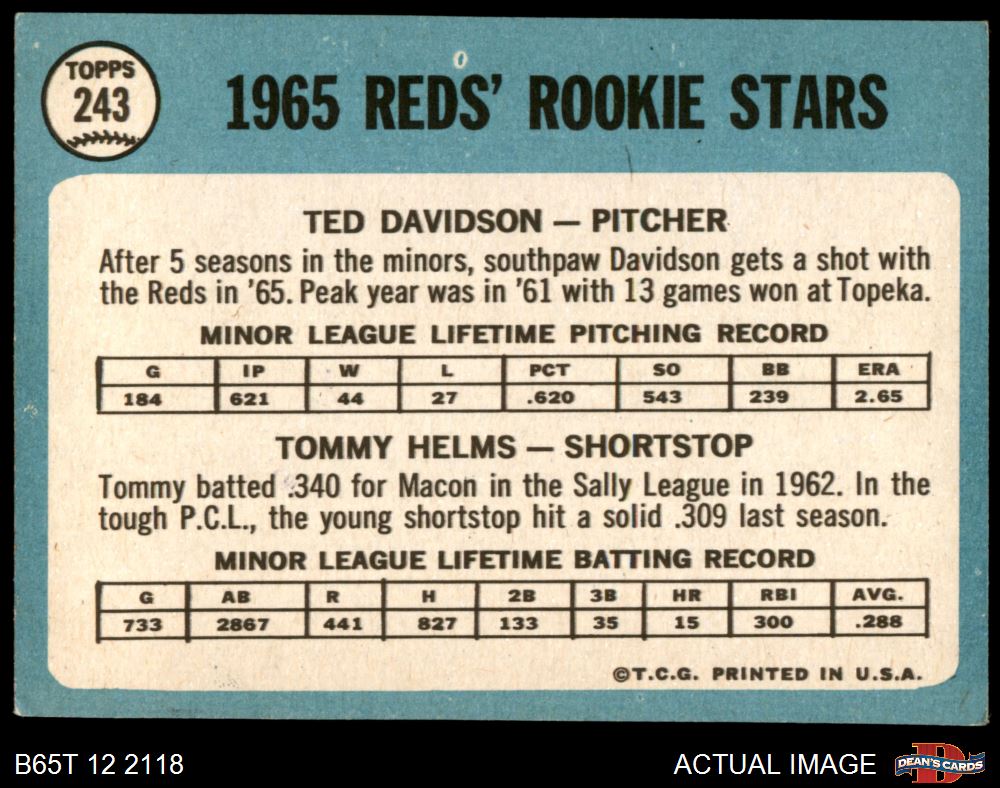 TOPPS
243
1965 REDS' ROOKIE STARS
TED DAVIDSON — PITCHER
After 5 seasons in the minors, southpaw Davidson gets a shot with
the Reds in '65. Peak year was in '61 with 13 games won at Topeka.
MINOR LEAGUE LIFETIME PITCHING RECORD
G IP W L PCT SO BB ERA
184 621 44 27 .620 543 239 2.65
TOMMY HELMS — SHORTSTOP
Tommy batted .340 for Macon in the Sally League in 1962. In the
tough P.C.L., the young shortstop hit a solid .309 last season.
MINOR LEAGUE LIFETIME BATTING RECORD
G AB R H 2B 3B HR RBI AVG.
733 2867 441 827 133 35 15 300 .288
©T.C.G. PRINTED IN U.S.A.
B65T 12 2118
ACTUAL IMAGE
DEAN'S CARDS